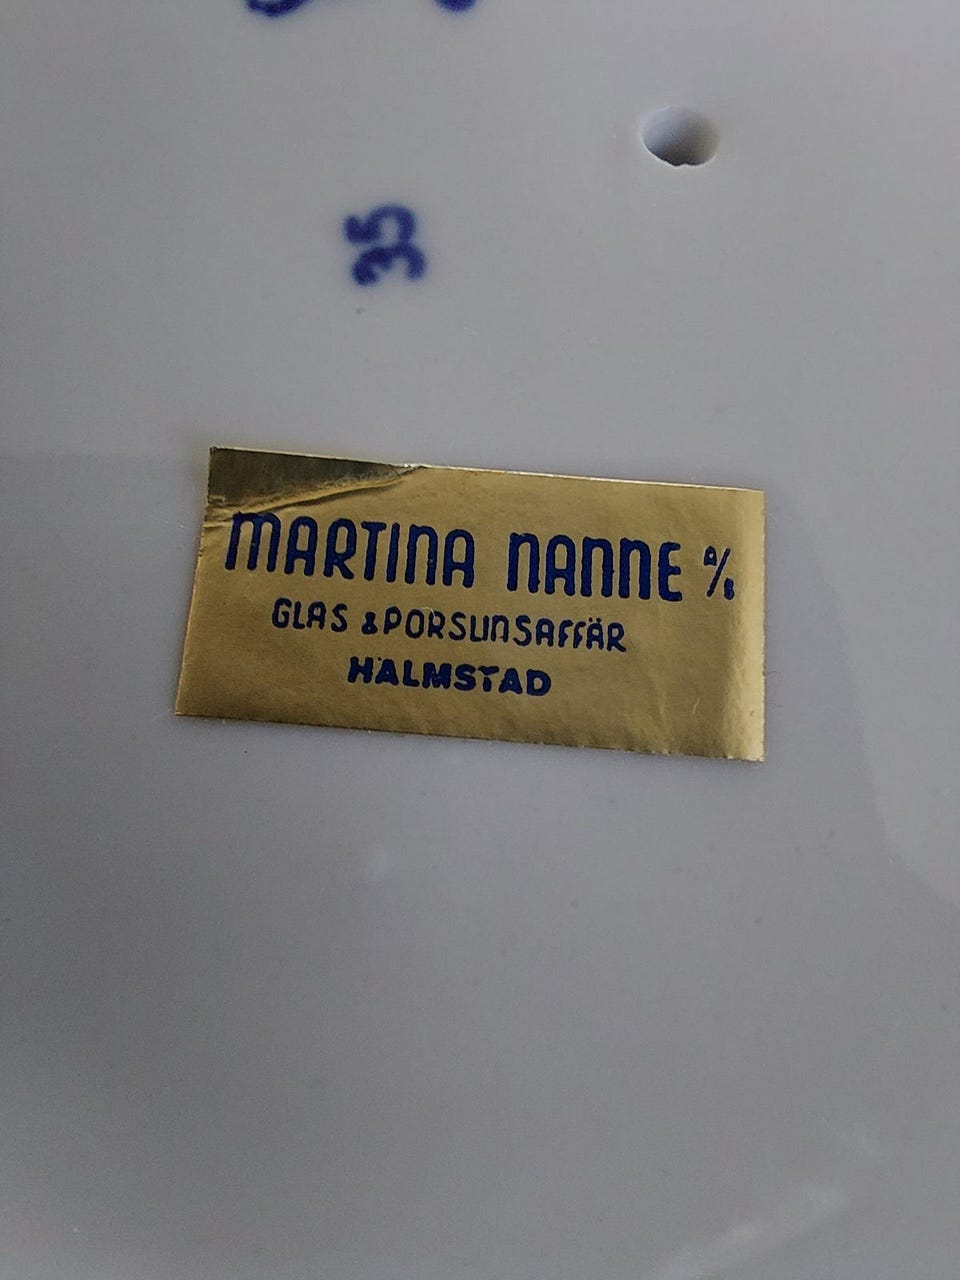 35
MARTINA NANNE A/B
GLAS & PORSLINSAFFÄR
HALMSTAD